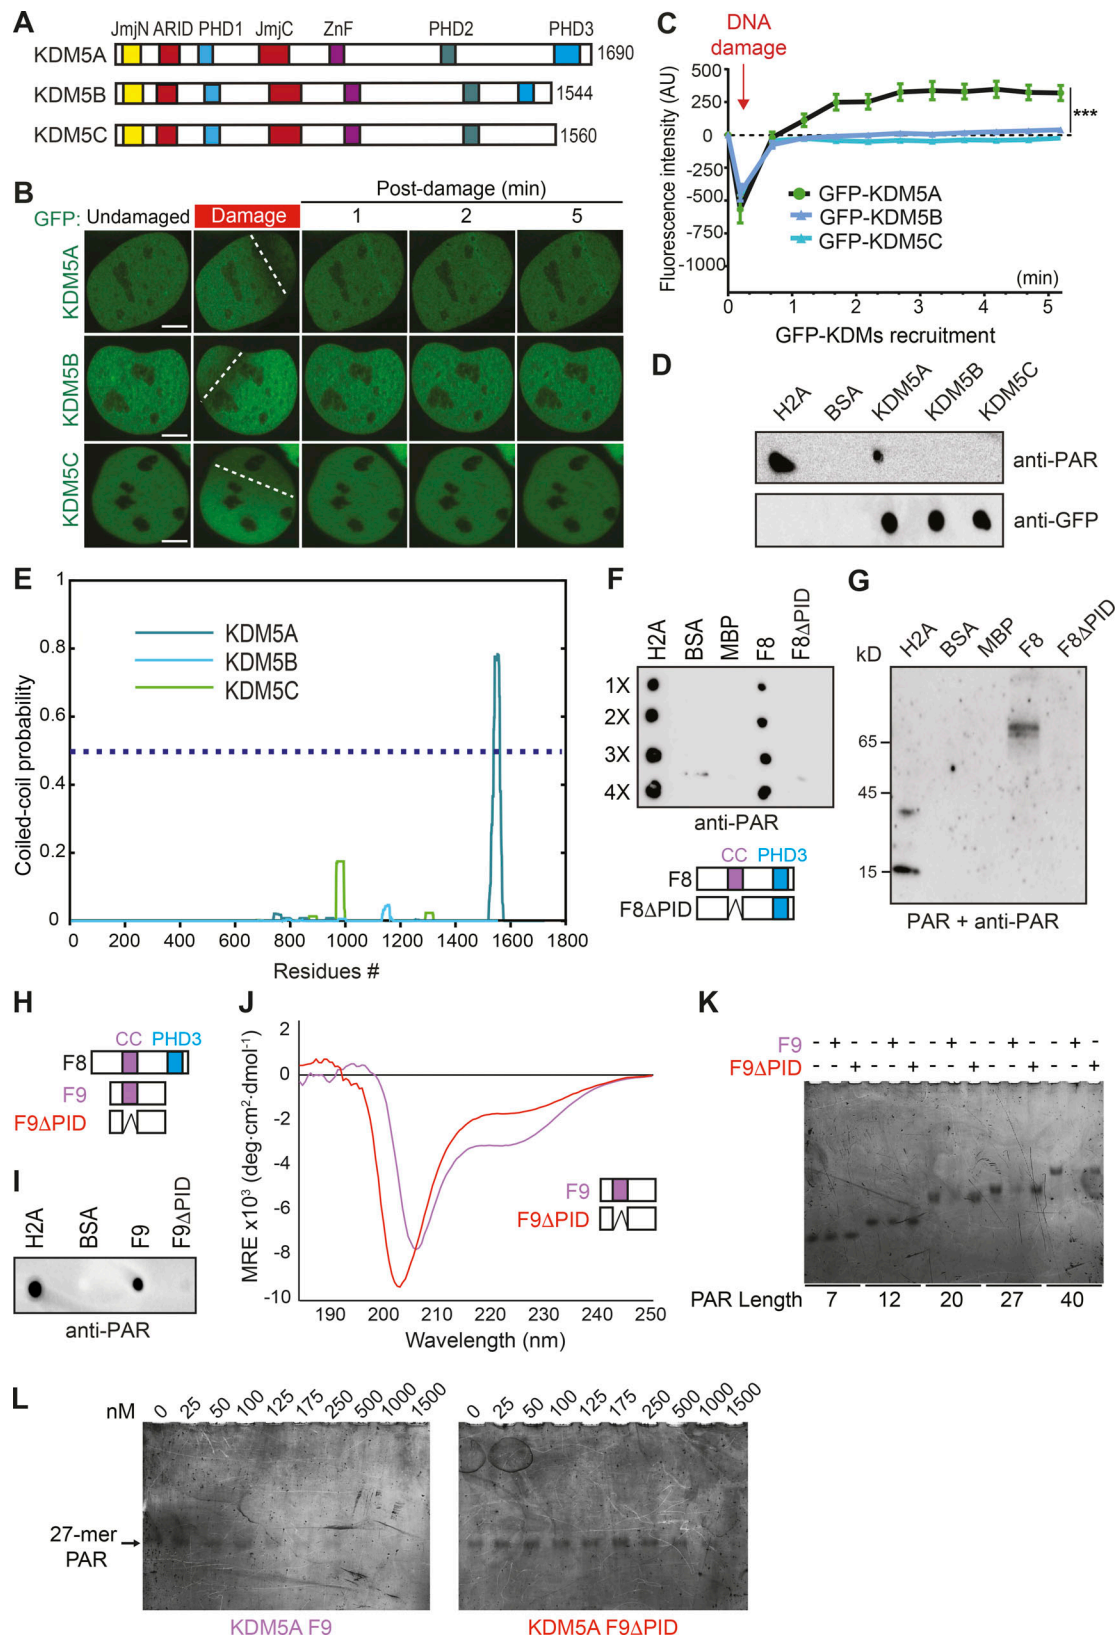 A
JmjN ARID PHD1 JmjC ZnF PHD2 PHD3
KDM5A 1690
KDM5B 1544
KDM5C 1560
B
Post-damage (min)
GFP: Undamaged Damage 1 2 5
KDM5A
KDM5B
KDM5C
C
DNA
damage
Fluorescence intensity (AU)
500
250
0
-250
-500
-750
-1000
***
GFP-KDM5A
GFP-KDM5B
GFP-KDM5C
(min)
0 1 2 3 4 5
GFP-KDMs recruitment
D
H2A BSA KDM5A KDM5B KDM5C
anti-PAR
anti-GFP
E
Coiled-coil probability
1
0.8
0.6
0.4
0.2
0
KDM5A
KDM5B
KDM5C
0 200 400 600 800 1000 1200 1400 1600 1800
Residues #
F
H2A BSA MBP F8 F8ΔPID
1X
2X
3X
4X
anti-PAR
CC PHD3
F8
F8ΔPID
G
kD H2A BSA MBP F8 F8ΔPID
65
45
15
PAR + anti-PAR
H
CC PHD3
F8
F9
F9ΔPID
I
H2A BSA F9 F9ΔPID
anti-PAR
J
MRE x10³ (deg·cm²·dmol⁻¹)
2
0
-2
-4
-6
-8
-10
F9
F9ΔPID
190 200 210 220 230 240 250
Wavelength (nm)
K
F9 - + - - + - - + - - + - - + -
F9ΔPID - - + - - + - - + - - + - - +
PAR Length 7 12 20 27 40
L
nM 0 25 50 100 125 175 250 500 1000 1500 0 25 50 100 125 175 250 500 1000 1500
27-mer
PAR
KDM5A F9 KDM5A F9ΔPID